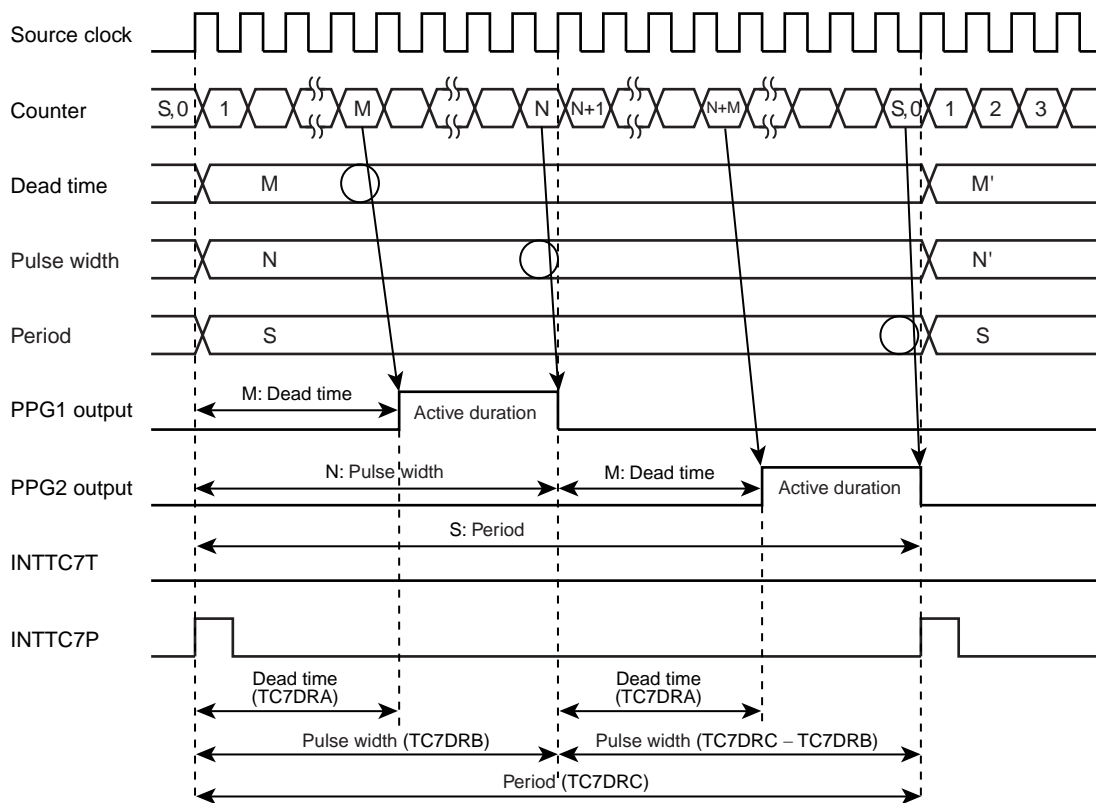 Source clock
Counter S,0 1 M N N+1 N+M S,0 1 2 3
Dead time M M'
Pulse width N N'
Period S S
M: Dead time
PPG1 output Active duration
N: Pulse width M: Dead time
PPG2 output Active duration
S: Period
INTTC7T
INTTC7P
Dead time Dead time
(TC7DRA) (TC7DRA)
Pulse width (TC7DRB) Pulse width (TC7DRC – TC7DRB)
Period (TC7DRC)